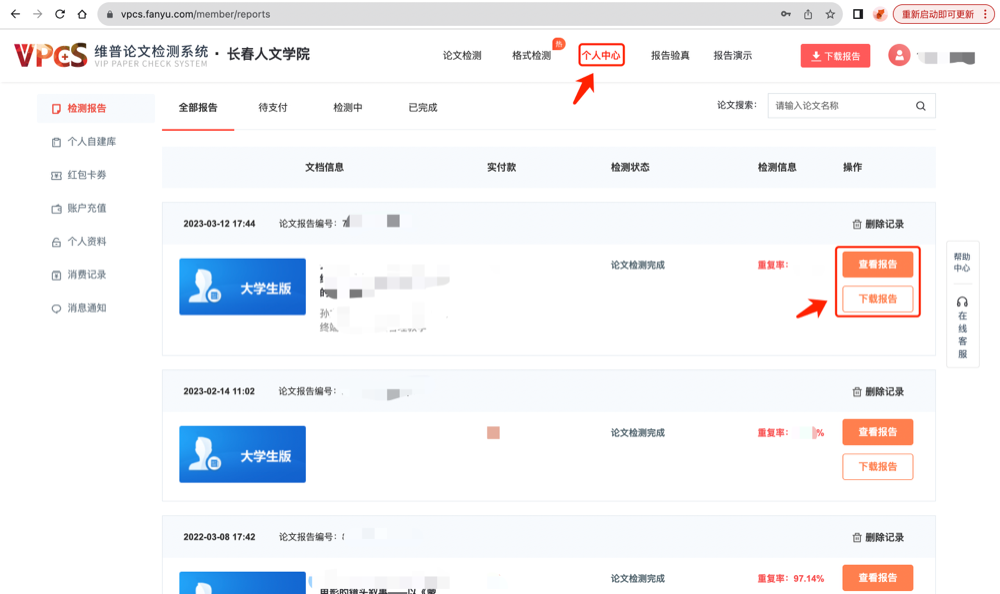 vpcs.fanyu.com/member/reports
重新启动即可更新
VPCS 维普论文检测系统 · 长春人文学院
VIP PAPER CHECK SYSTEM
论文检测 格式检测 热 个人中心 报告验真 报告演示 下载报告
检测报告
个人自建库
红包卡券
账户充值
个人资料
消费记录
消息通知
全部报告 待支付 检测中 已完成
论文搜索: 请输入论文名称
文档信息 实付款 检测状态 检测信息 操作
2023-03-12 17:44 论文报告编号: 7 删除记录
大学生版
的
孙
终
论文检测完成 重复率: 查看报告
下载报告
2023-02-14 11:02 论文报告编号: 删除记录
大学生版
论文检测完成 重复率: % 查看报告
下载报告
2022-03-08 17:42 论文报告编号: 删除记录
论文检测完成 重复率: 97.14% 查看报告
帮助
中心
在
线
客
服